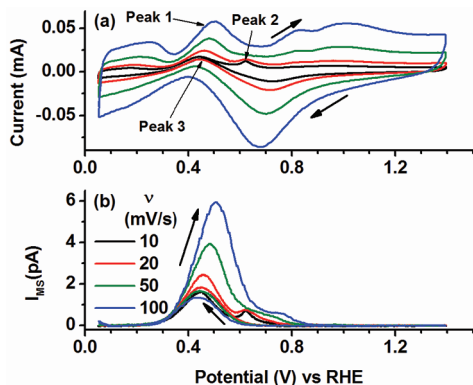 (a)
Peak 1
Peak 2
Peak 3
Current (mA)
0.05
0.00
-0.05
0.0
0.4
0.8
1.2
(b)
ν
(mV/s)
10
20
50
100
I_MS(pA)
6
4
2
0
0.0
0.4
0.8
1.2
Potential (V) vs RHE